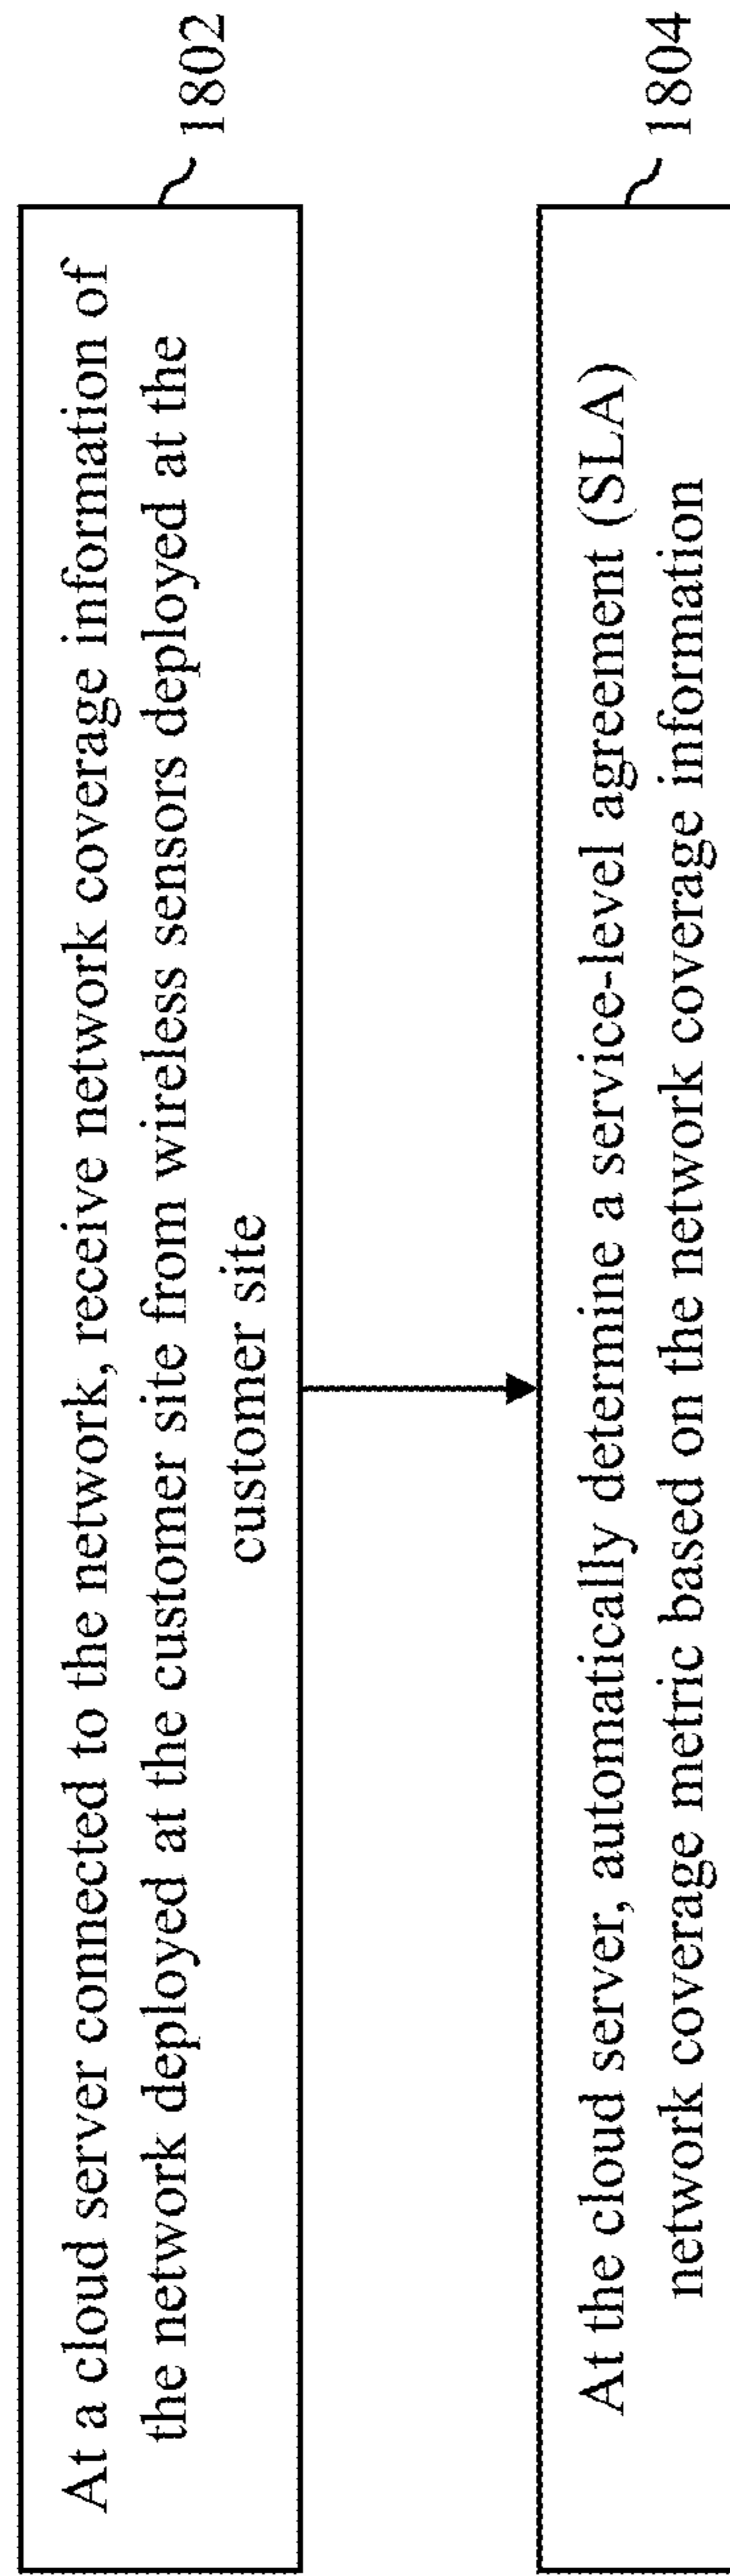 At a cloud server connected to the network, receive network coverage information of
the network deployed at the customer site from wireless sensors deployed at the
customer site
1802
At the cloud server, automatically determine a service-level agreement (SLA)
network coverage metric based on the network coverage information
1804